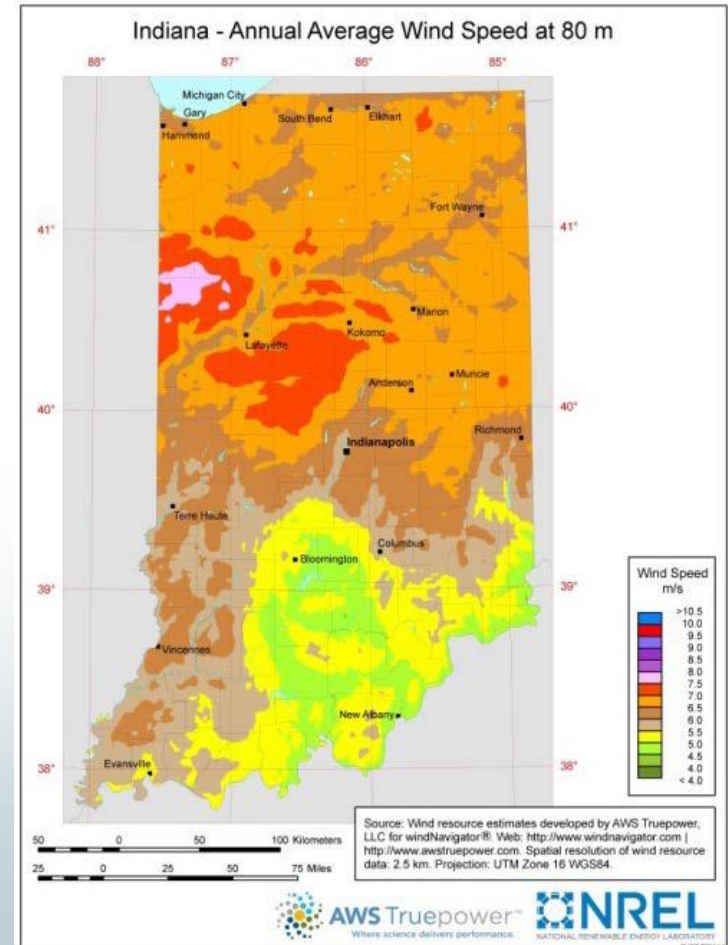 Indiana - Annual Average Wind Speed at 80 m
88° 87° 86° 85°
Michigan City
Gary
Hammond
South Bend
Elkhart
Fort Wayne
41° 41°
Marion
Kokomo
Lafayette
Muncie
Anderson
40° 40°
Richmond
Indianapolis
Terre Haute
Columbus
Bloomington
39° 39°
Vincennes
New Albany
Evansville
38° 38°
Wind Speed
m/s
>10.5
10.0
9.5
9.0
8.5
8.0
7.5
7.0
6.5
6.0
5.5
5.0
4.5
4.0
< 4.0
50 0 50 100 Kilometers
25 0 25 50 75 Miles
Source: Wind resource estimates developed by AWS Truepower,
LLC for windNavigator®. Web: http://www.windnavigator.com |
http://www.awstruepower.com. Spatial resolution of wind resource
data: 2.5 km. Projection: UTM Zone 16 WGS84.
AWS Truepower™
Where science delivers performance.
NREL
NATIONAL RENEWABLE ENERGY LABORATORY